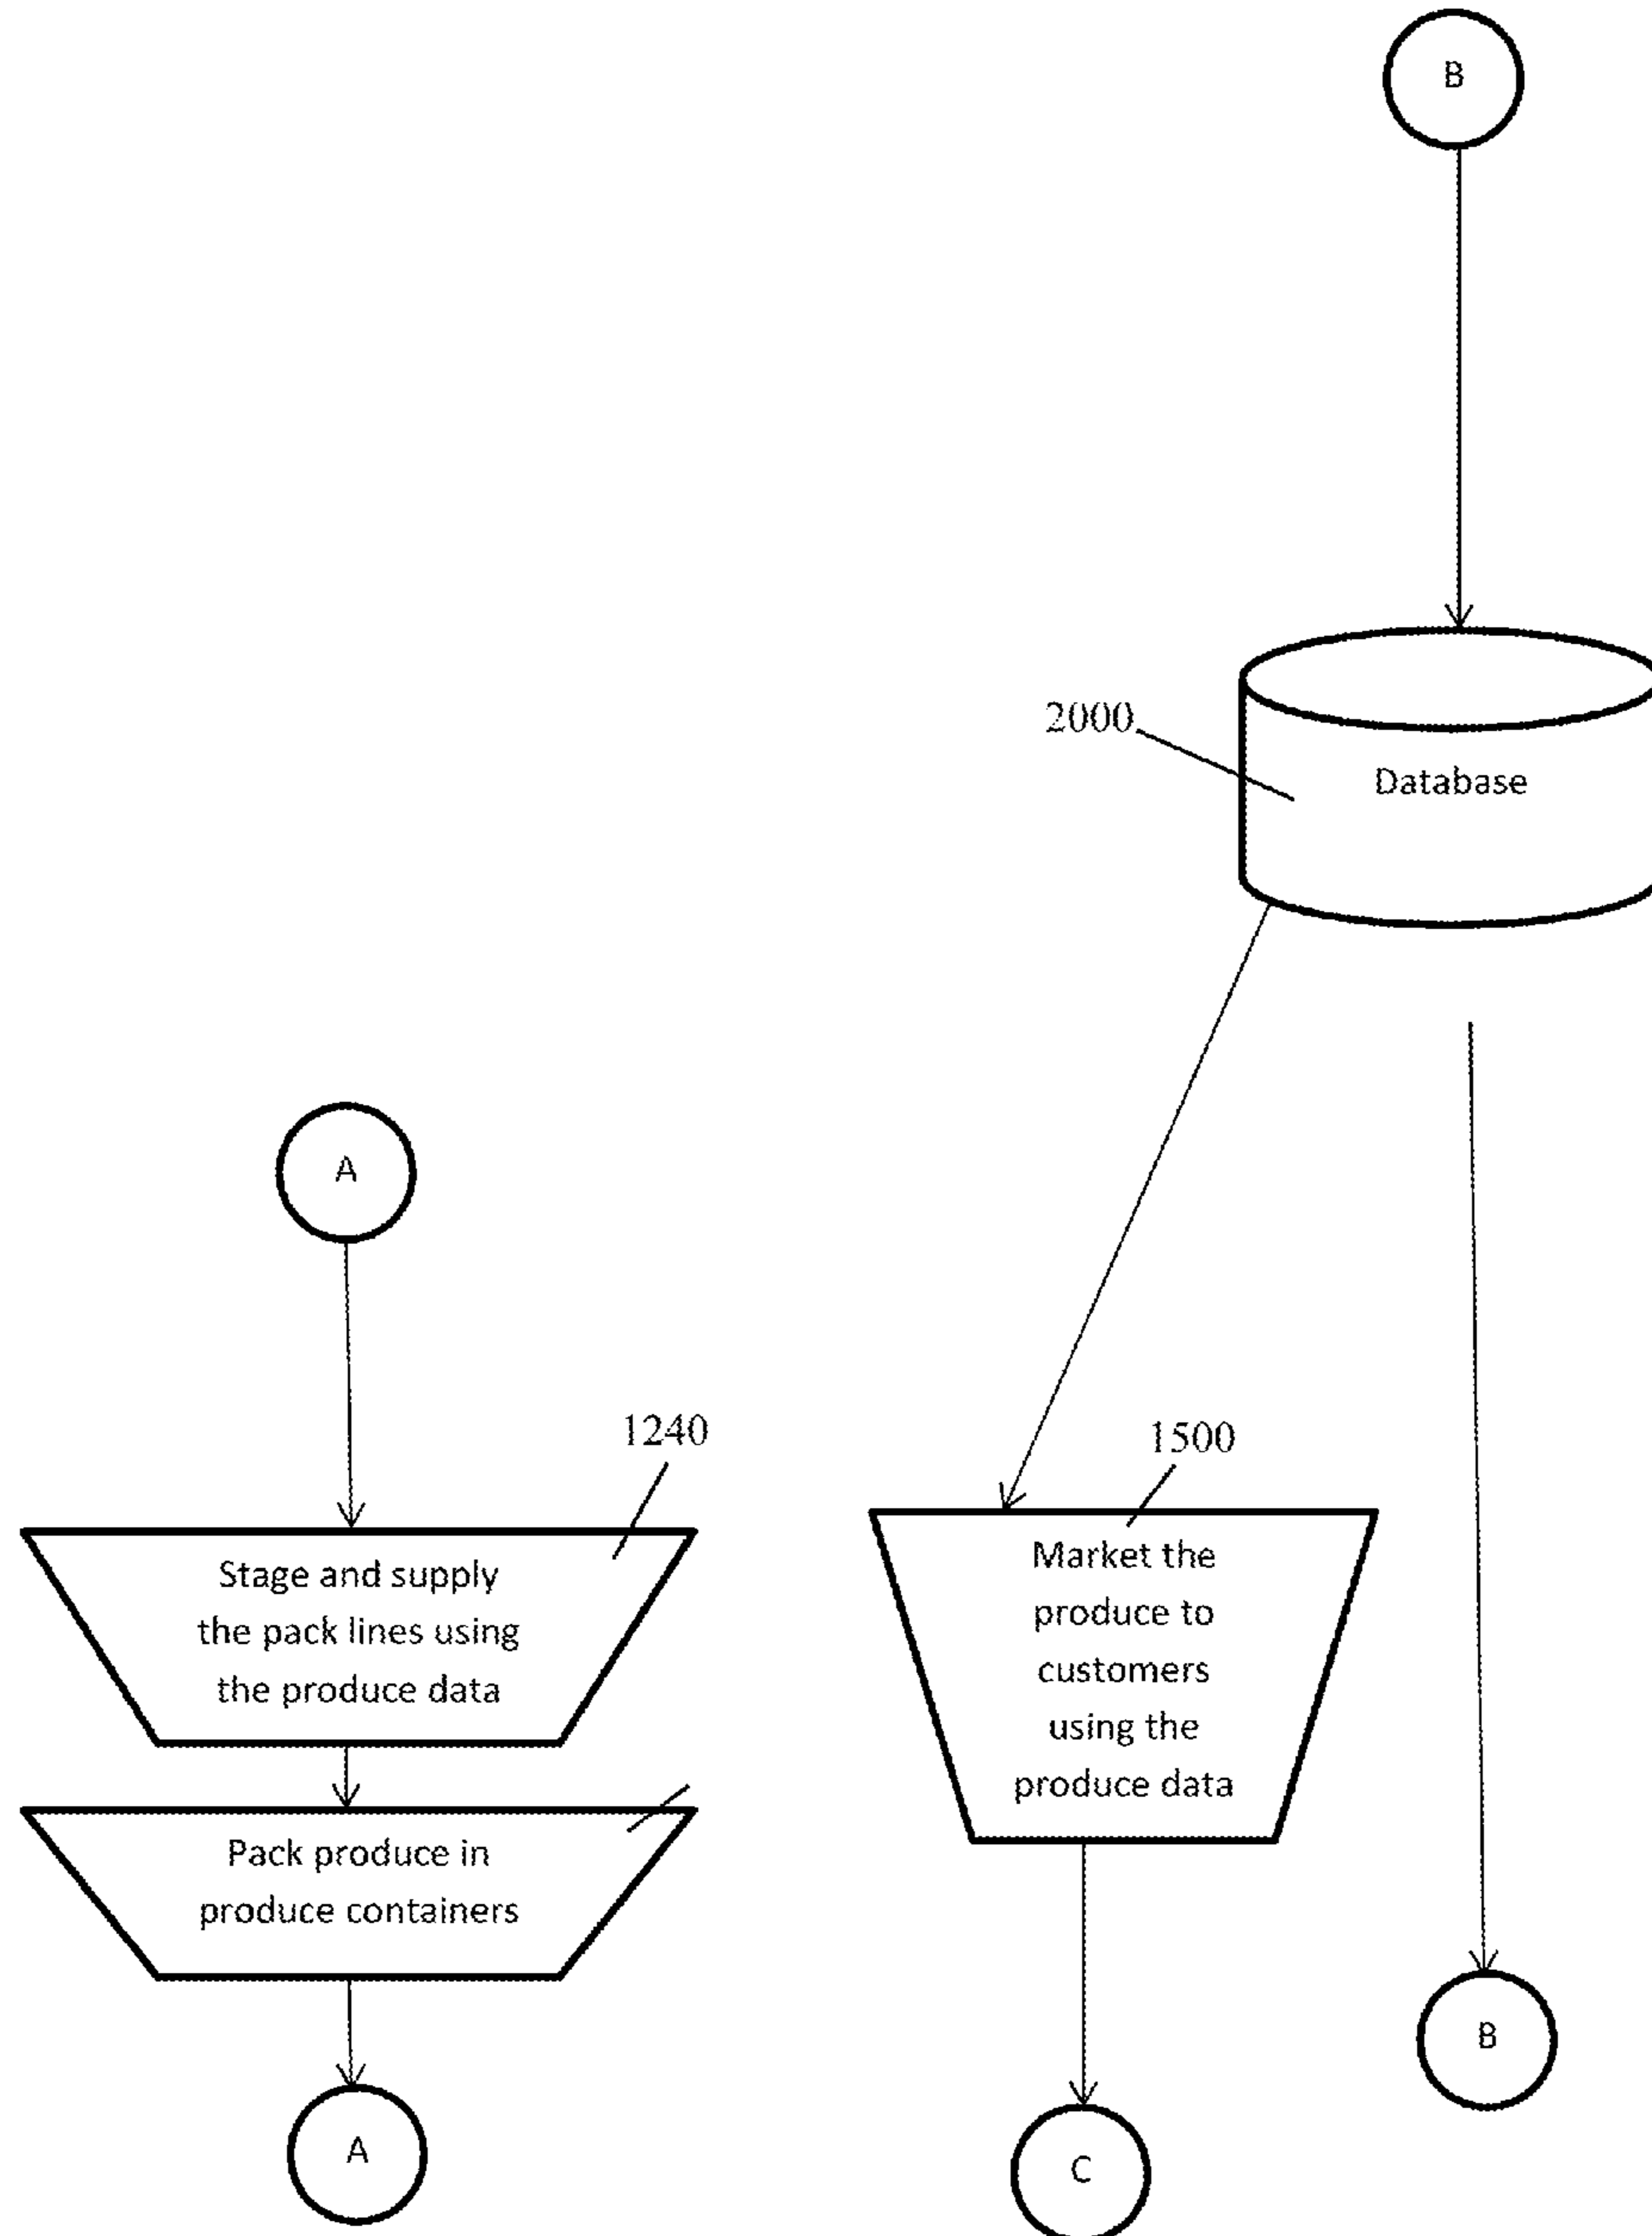 B
2000
Database
A
1240
Stage and supply
the pack lines using
the produce data
Pack produce in
produce containers
A
1500
Market the
produce to
customers
using the
produce data
B
C